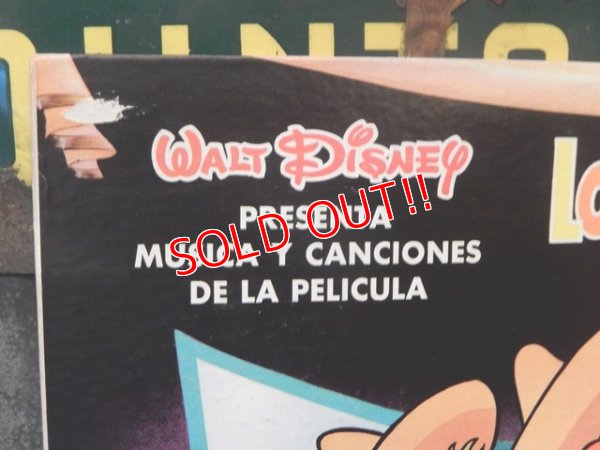 WALT DISNEY
PRESENTA
MUSICA Y CANCIONES
DE LA PELICULA
SOLD OUT!!